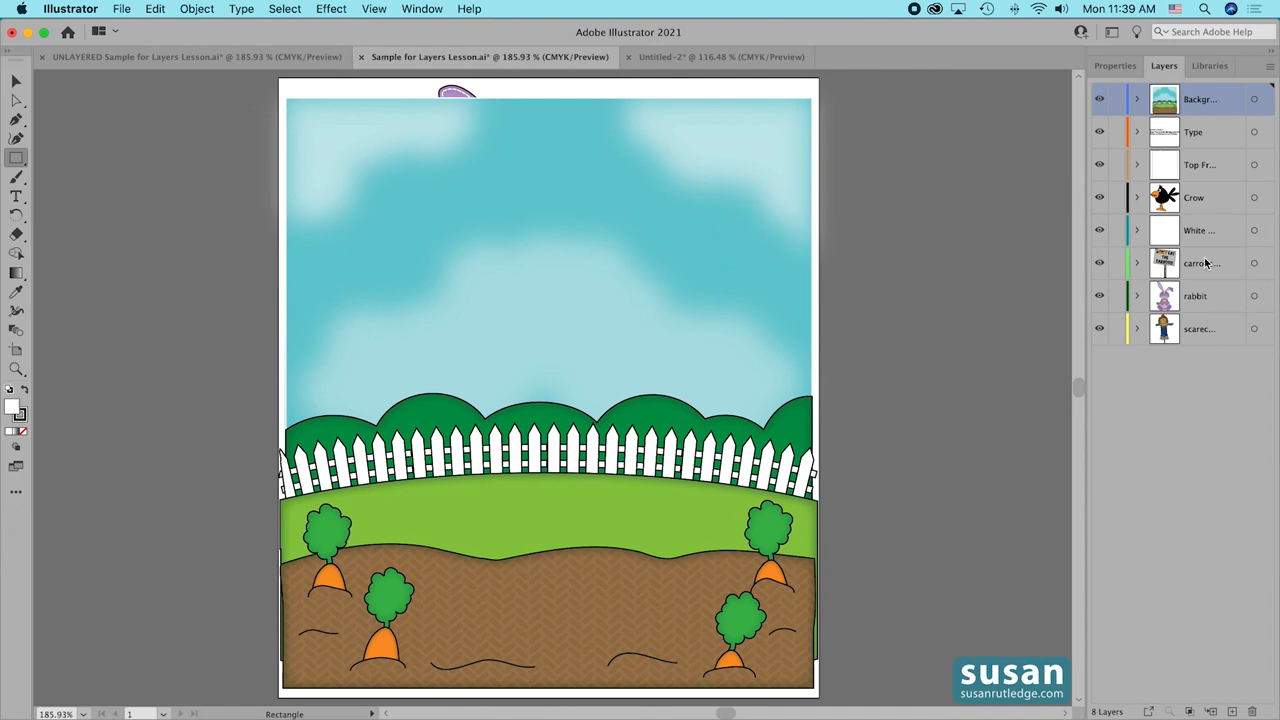 Illustrator File Edit Object Type Select Effect View Window Help
Mon 11:39 AM
Adobe Illustrator 2021
Search Adobe Help
UNLAYERED Sample for Layers Lesson.ai* @ 185.93 % (CMYK/Preview)
Sample for Layers Lesson.ai* @ 185.93 % (CMYK/Preview)
Untitled-2* @ 116.48 % (CMYK/Preview)
Properties Layers Libraries
Backgr...
Type
Top Fr...
Crow
White ...
carro...
rabbit
scarec...
susan
susanrutledge.com
185.93%
1
Rectangle
8 Layers